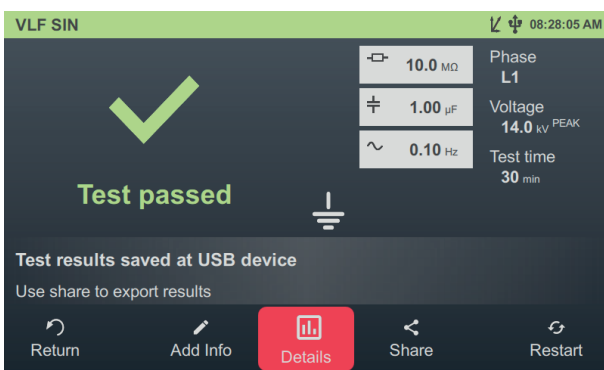 VLF SIN
08:28:05 AM
10.0 MΩ
1.00 µF
0.10 Hz
Phase
L1
Voltage
14.0 kV PEAK
Test time
30 min
Test passed
Test results saved at USB device
Use share to export results
Return
Add Info
Details
Share
Restart